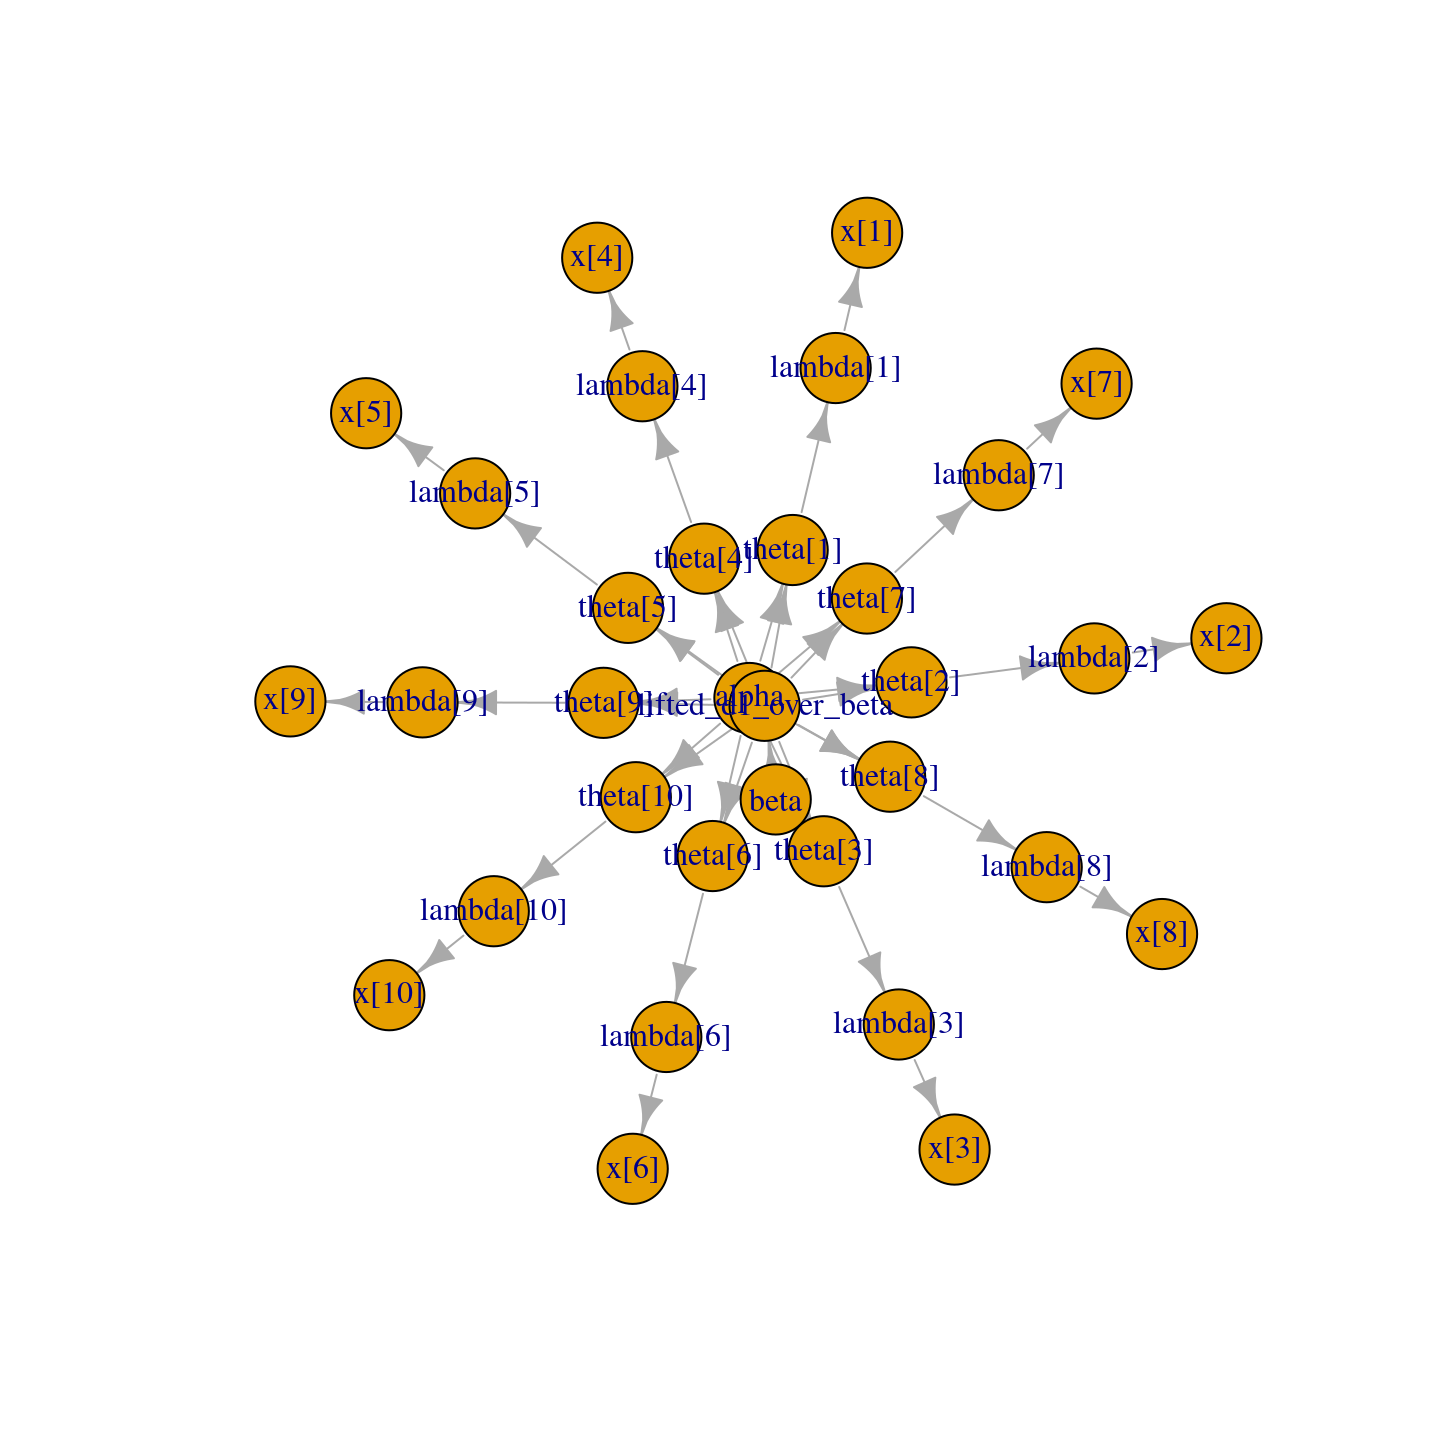 x[1]
x[4]
lambda[1]
x[7]
lambda[4]
x[5]
lambda[7]
lambda[5]
theta[1]
theta[4]
theta[7]
theta[5]
x[2]
lambda[2]
theta[2]
alpha
x[9]
lambda[9]
theta[9]
lifted_d1_over_beta
theta[8]
theta[10]
beta
theta[3]
theta[6]
lambda[8]
lambda[10]
x[8]
x[10]
lambda[3]
lambda[6]
x[3]
x[6]